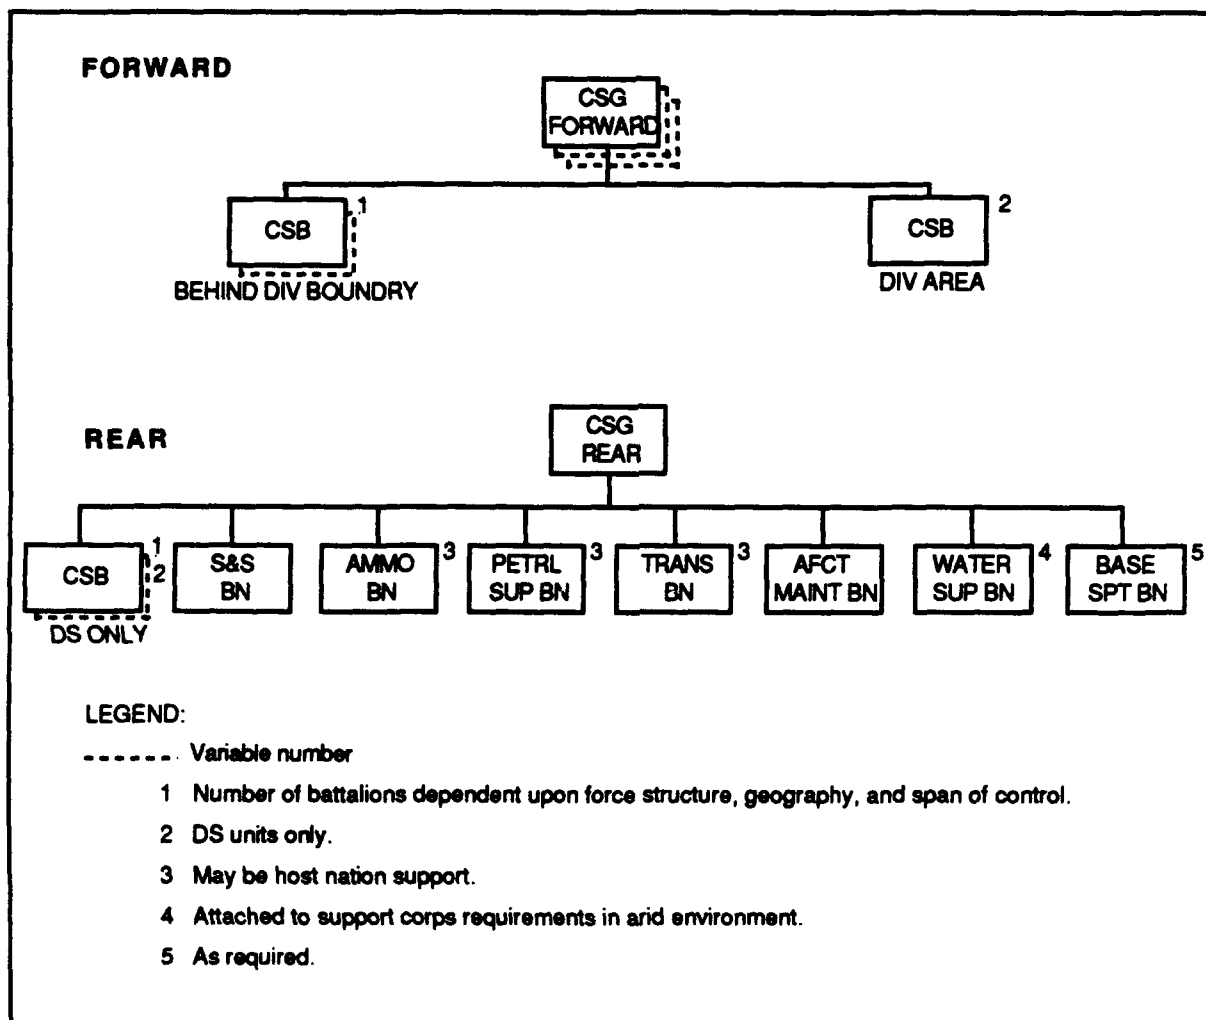 FORWARD
CSG
FORWARD
CSB 1
BEHIND DIV BOUNDRY
CSB 2
DIV AREA
REAR
CSG
REAR
CSB 1 2
DS ONLY
S&S
BN
AMMO
BN 3
PETRL
SUP BN 3
TRANS
BN 3
AFCT
MAINT BN
WATER
SUP BN 4
BASE
SPT BN 5
LEGEND:
Variable number
1 Number of battalions dependent upon force structure, geography, and span of control.
2 DS units only.
3 May be host nation support.
4 Attached to support corps requirements in arid environment.
5 As required.